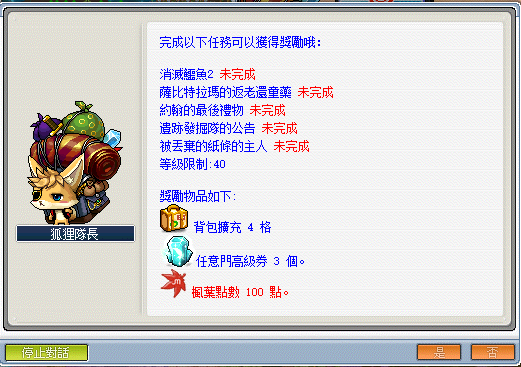 完成以下任務可以獲得獎勵哦:
消滅鱷魚2 未完成
薩比特拉瑪的返老還童藥 未完成
約翰的最後禮物 未完成
遺跡發掘隊的公告 未完成
被丟棄的紙條的主人 未完成
等級限制:40
獎勵物品如下:
背包擴充 4 格
任意門高級券 3 個。
楓葉點數 100 點。
狐狸隊長
停止對話
是
否